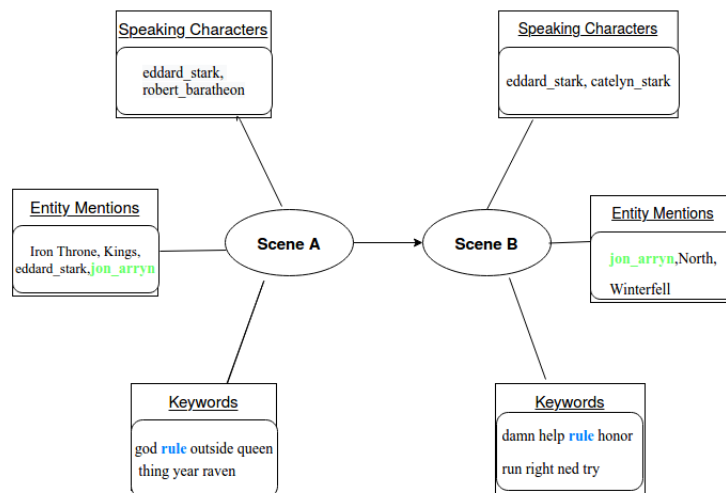 Speaking Characters
eddard_stark,
robert_baratheon
Speaking Characters
eddard_stark, catelyn_stark
Entity Mentions
Iron Throne, Kings,
eddard_stark,jon_arryn
Scene A
Scene B
Entity Mentions
jon_arryn,North,
Winterfell
Keywords
god rule outside queen
thing year raven
Keywords
damn help rule honor
run right ned try